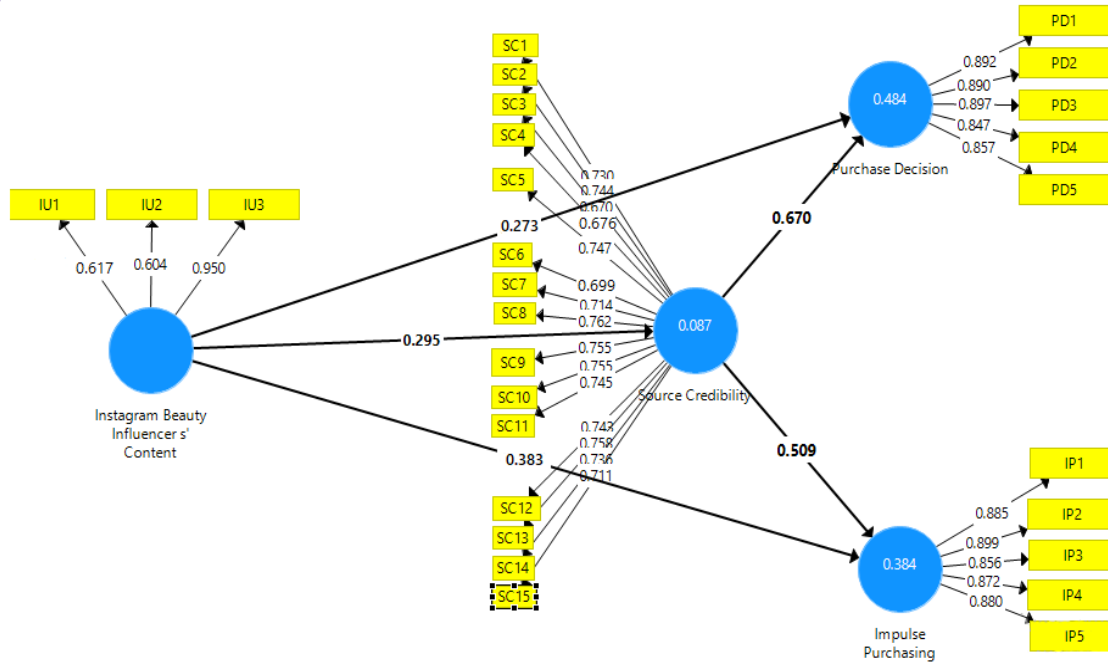 SC1
SC2
SC3
SC4
SC5
SC6
SC7
SC8
SC9
SC10
SC11
SC12
SC13
SC14
SC15
0.730
0.744
0.670
0.676
0.747
0.699
0.714
0.762
0.755
0.755
0.745
0.743
0.758
0.736
0.711
IU1
IU2
IU3
0.617
0.604
0.950
Instagram Beauty
Influencers'
Content
0.273
0.295
0.383
0.087
Source Credibility
0.670
0.509
0.484
Purchase Decision
0.892
0.890
0.897
0.847
0.857
PD1
PD2
PD3
PD4
PD5
0.384
Impulse
Purchasing
0.885
0.899
0.856
0.872
0.880
IP1
IP2
IP3
IP4
IP5